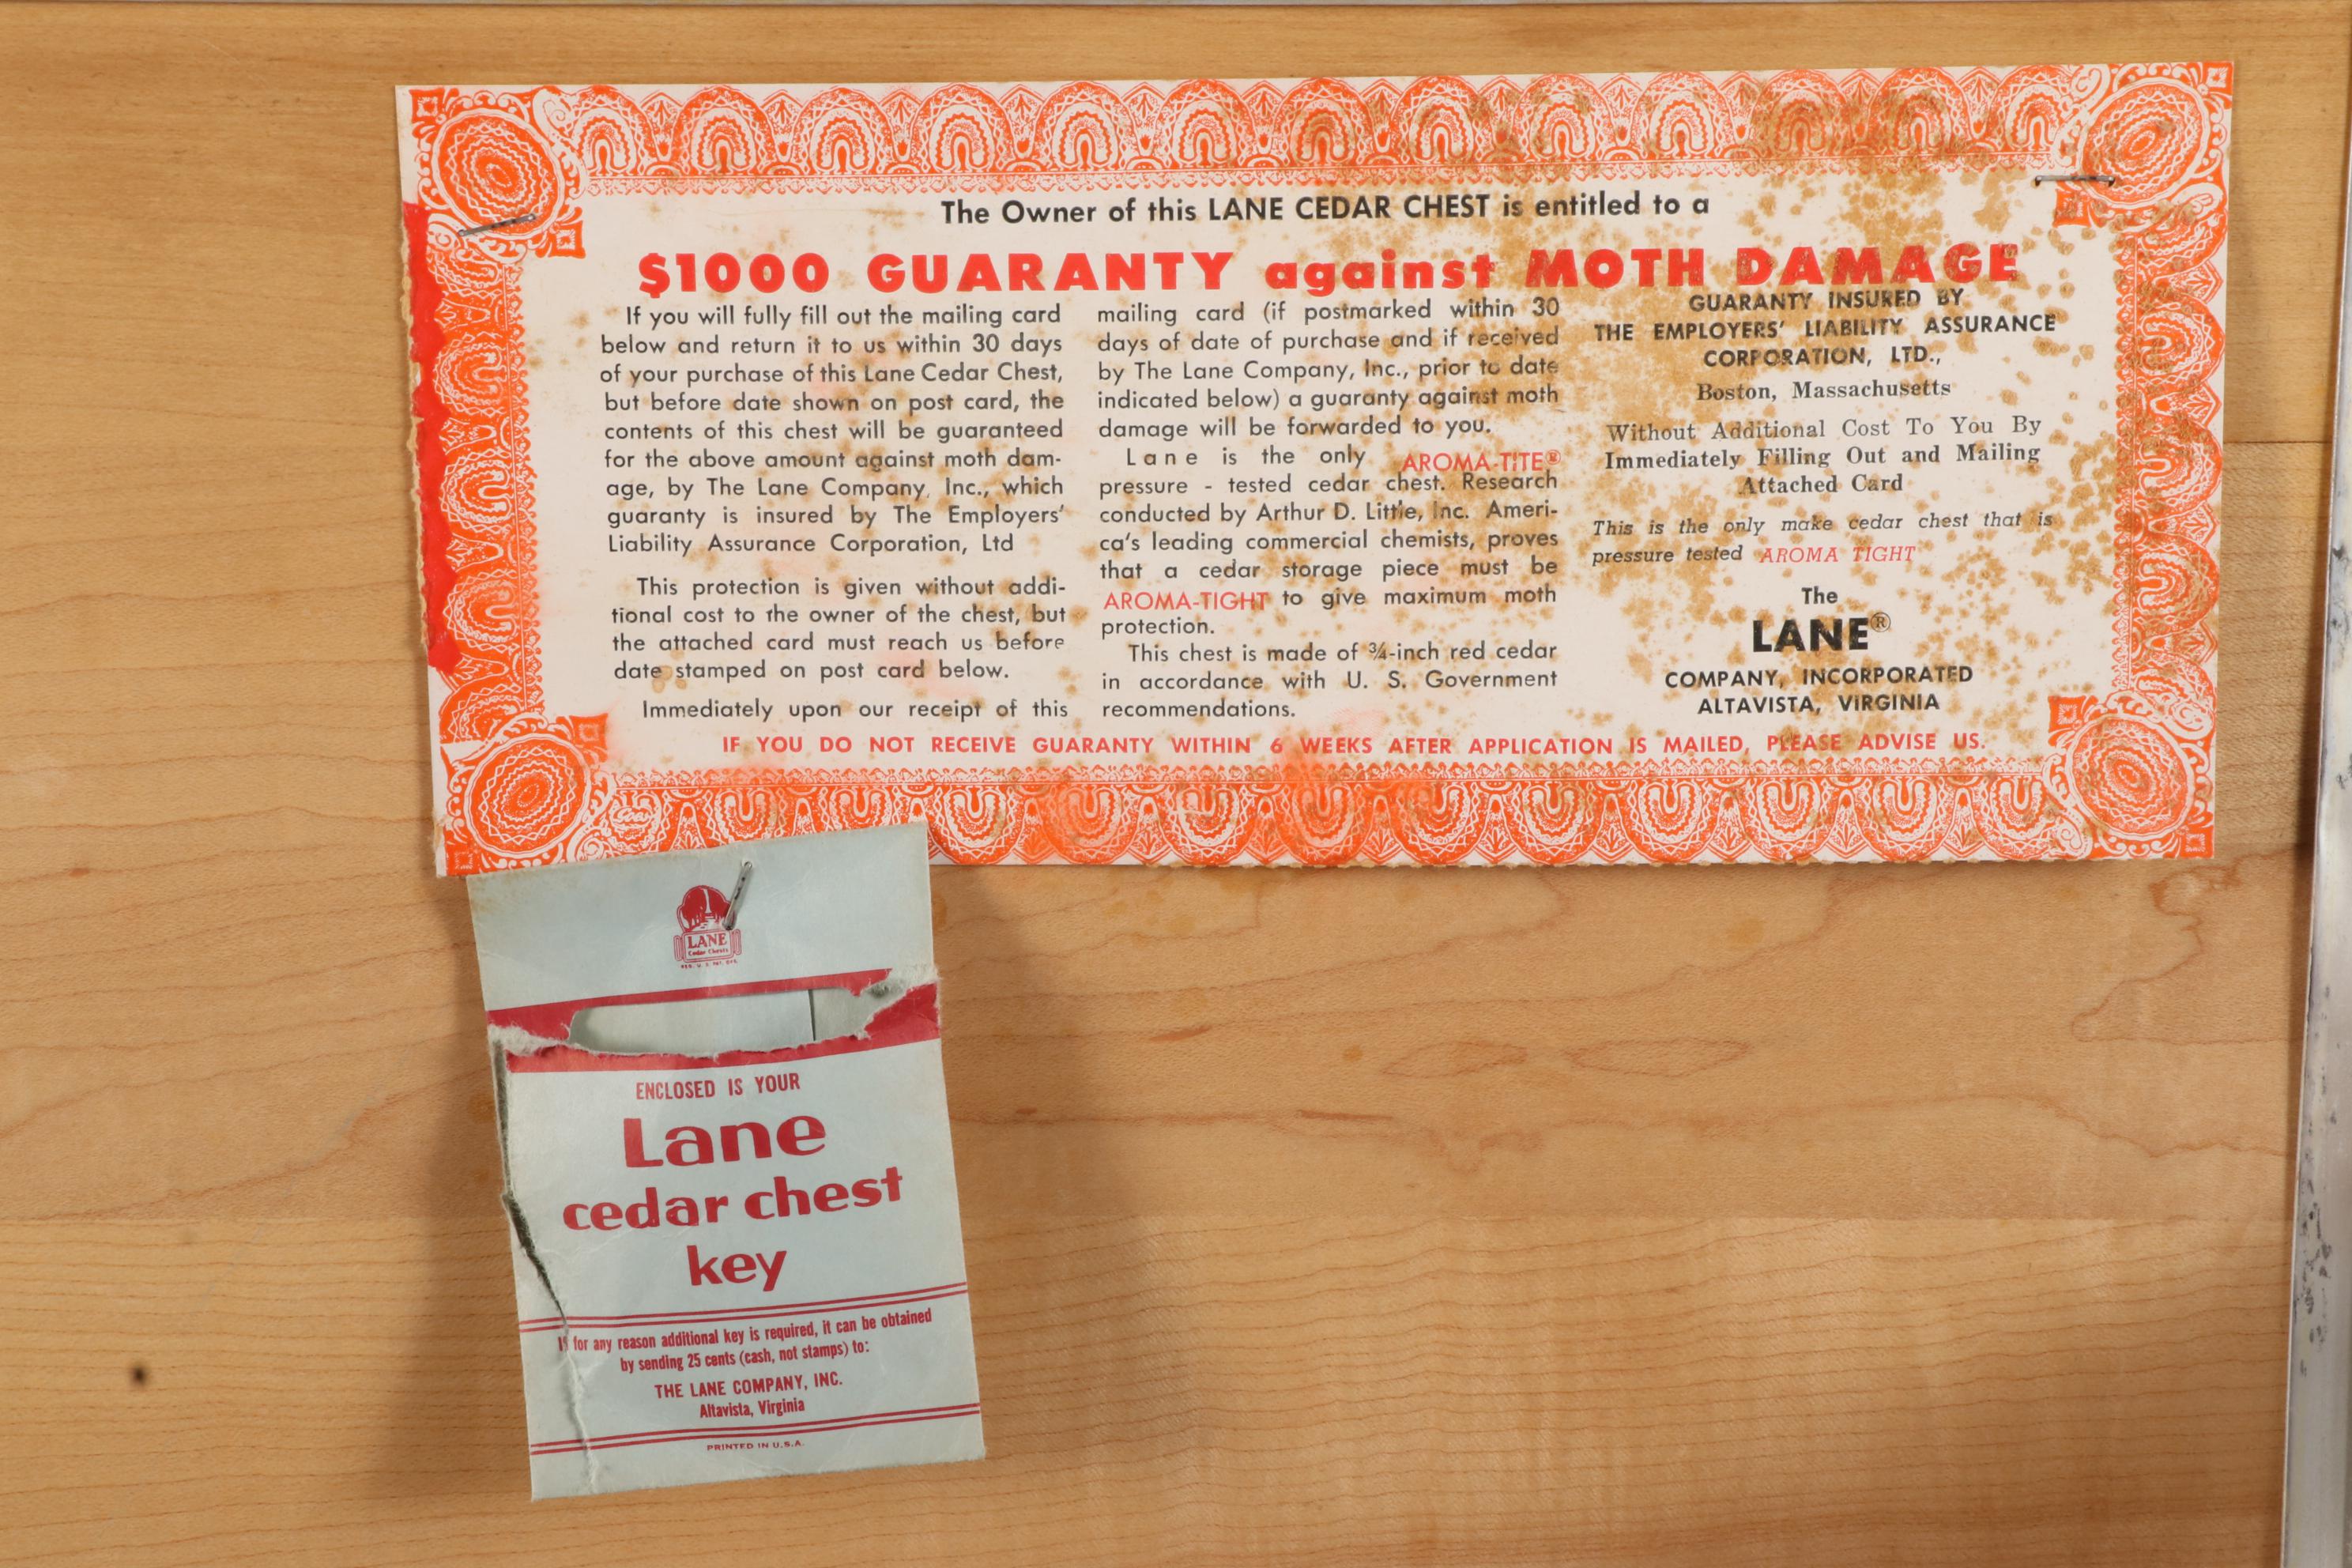 The Owner of this LANE CEDAR CHEST is entitled to a
$1000 GUARANTY against MOTH DAMAGE
If you will fully fill out the mailing card
below and return it to us within 30 days
of your purchase of this Lane Cedar Chest,
but before date shown on post card, the
contents of this chest will be guaranteed
for the above amount against moth dam-
age, by The Lane Company, Inc., which
guaranty is insured by The Employers'
Liability Assurance Corporation, Ltd
This protection is given without addi-
tional cost to the owner of the chest, but
the attached card must reach us before
date stamped on post card below.
Immediately upon our receipt of this
mailing card (if postmarked within 30
days of date of purchase and if received
by The Lane Company, Inc., prior to date
indicated below) a guaranty against moth
damage will be forwarded to you.
Lane is the only AROMA-TITE®
pressure - tested cedar chest. Research
conducted by Arthur D. Little, Inc. Ameri-
ca's leading commercial chemists, proves
that a cedar storage piece must be
AROMA-TIGHT to give maximum moth
protection.
This chest is made of ¾-inch red cedar
in accordance with U. S. Government
recommendations.
GUARANTY INSURED BY
THE EMPLOYERS' LIABILITY ASSURANCE
CORPORATION, LTD.,
Boston, Massachusetts
Without Additional Cost To You By
Immediately Filling Out and Mailing
Attached Card
This is the only make cedar chest that is
pressure tested AROMA TIGHT
The
LANE®
COMPANY, INCORPORATED
ALTAVISTA, VIRGINIA
IF YOU DO NOT RECEIVE GUARANTY WITHIN 6 WEEKS AFTER APPLICATION IS MAILED, PLEASE ADVISE US.
LANE
Cedar Chests
REG. U. S. PAT. OFF.
ENCLOSED IS YOUR
Lane
cedar chest
key
If for any reason additional key is required, it can be obtained
by sending 25 cents (cash, not stamps) to:
THE LANE COMPANY, INC.
Altavista, Virginia
PRINTED IN U.S.A.